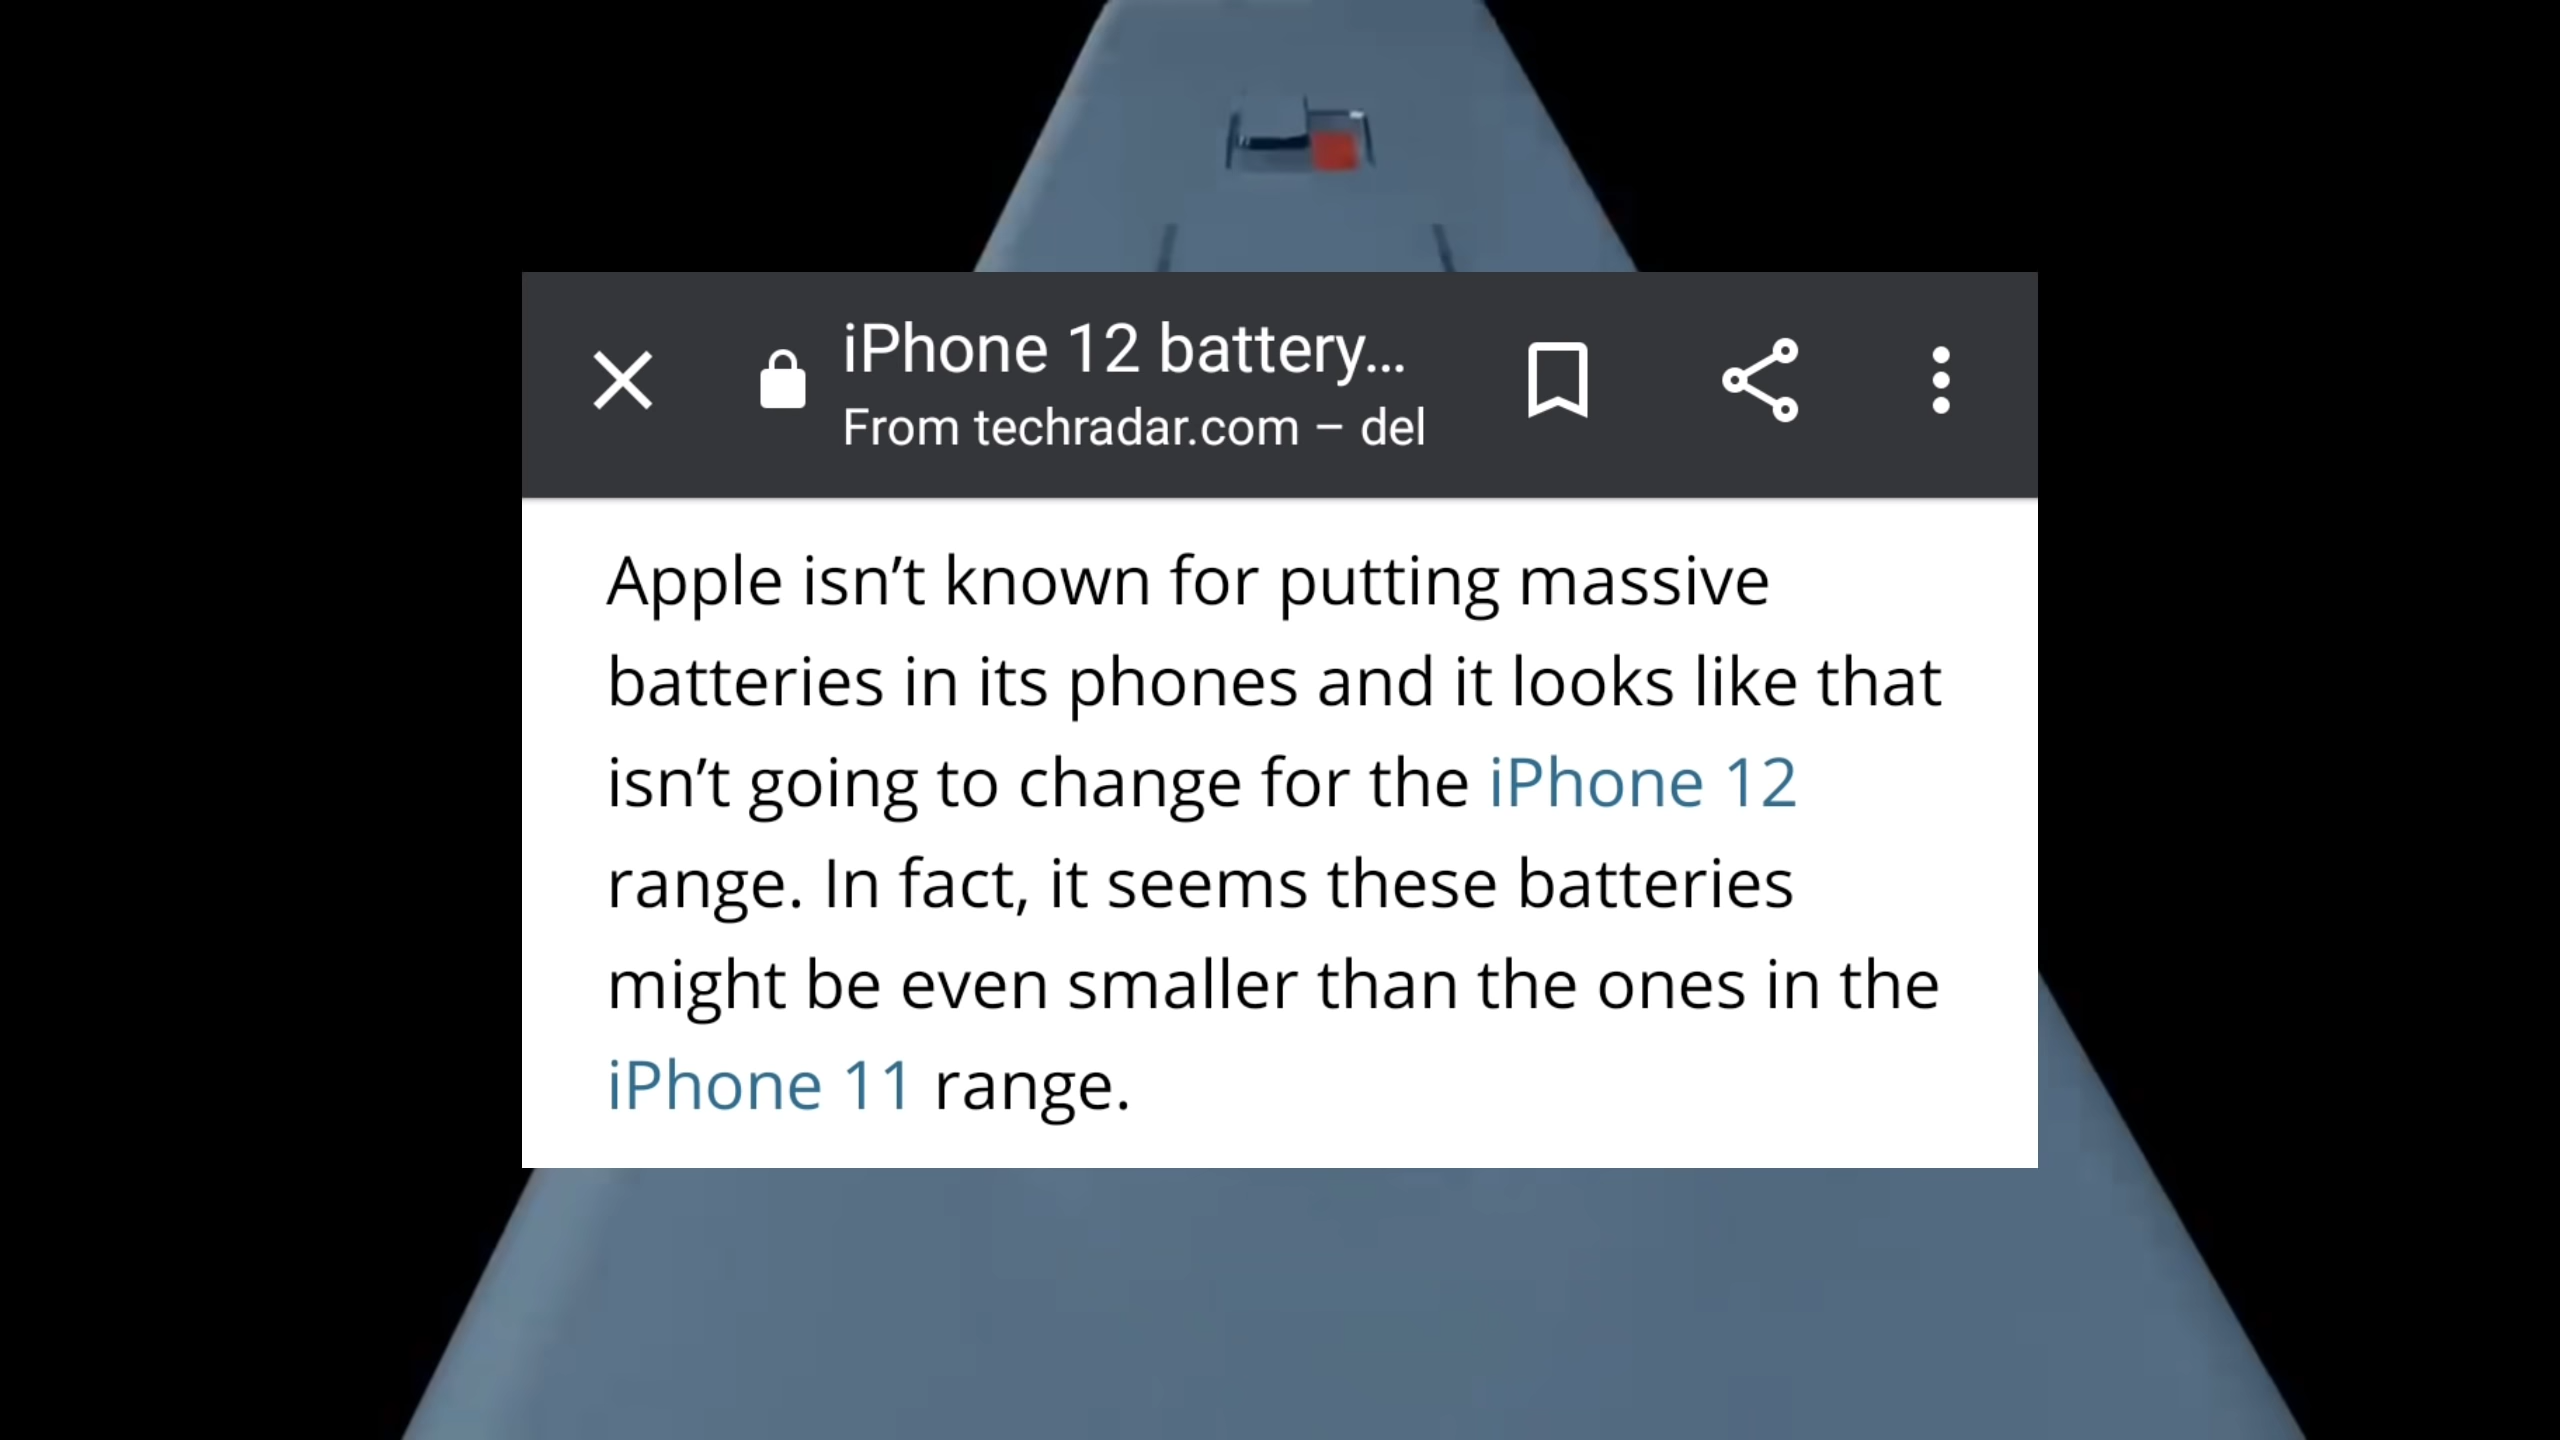 iPhone 12 battery...
From techradar.com – del
Apple isn’t known for putting massive
batteries in its phones and it looks like that
isn’t going to change for the iPhone 12
range. In fact, it seems these batteries
might be even smaller than the ones in the
iPhone 11 range.